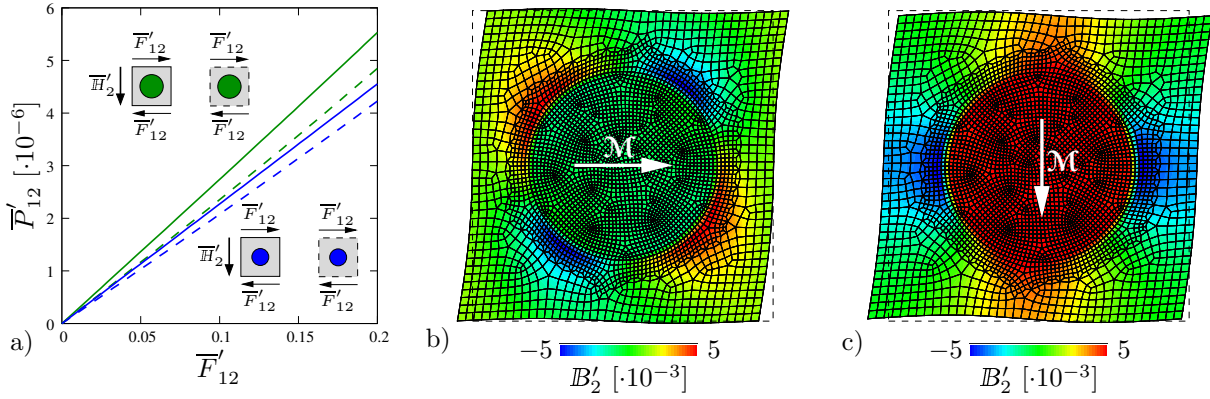 6
5
4
3
2
1
0
0
0.05
0.1
0.15
0.2
P̅′₁₂ [·10⁻⁶]
F̅′₁₂
F̅′₁₂ F̅′₁₂
ℍ̅′₂
F̅′₁₂ F̅′₁₂
F̅′₁₂ F̅′₁₂
ℍ̅′₂
F̅′₁₂ F̅′₁₂
a)
ℳ
b)
−5 5
𝔹′₂ [·10⁻³]
ℳ
c)
−5 5
𝔹′₂ [·10⁻³]